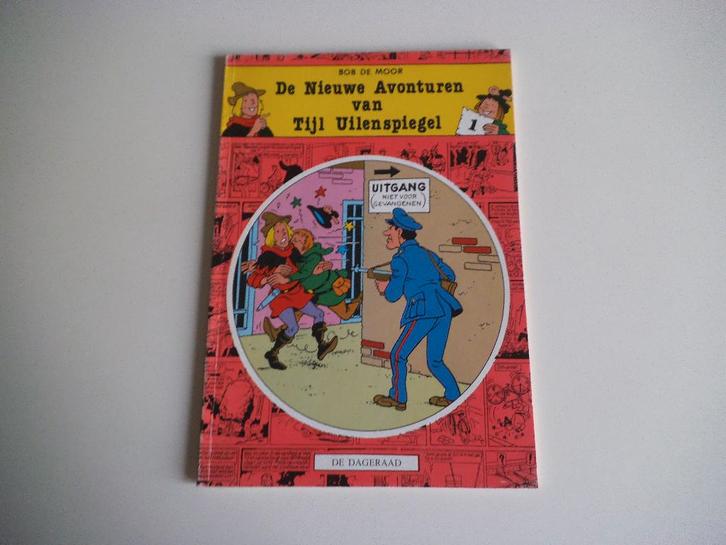 BOB DE MOOR
De Nieuwe Avonturen
van
Tijl Uilenspiegel
1
UITGANG
(NIET VOOR
GEVANGENEN)
DE DAGERAAD